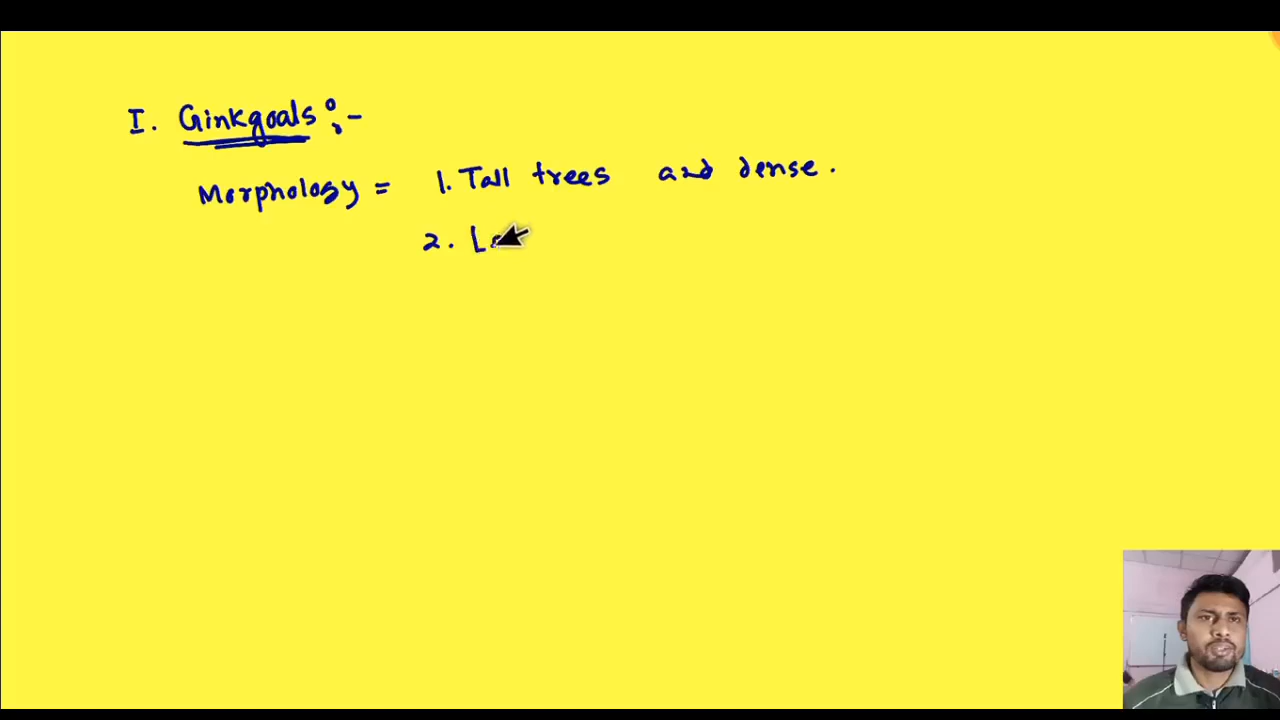 I. Ginkgoals :-
Morphology = 1. Tall trees and dense.
2.